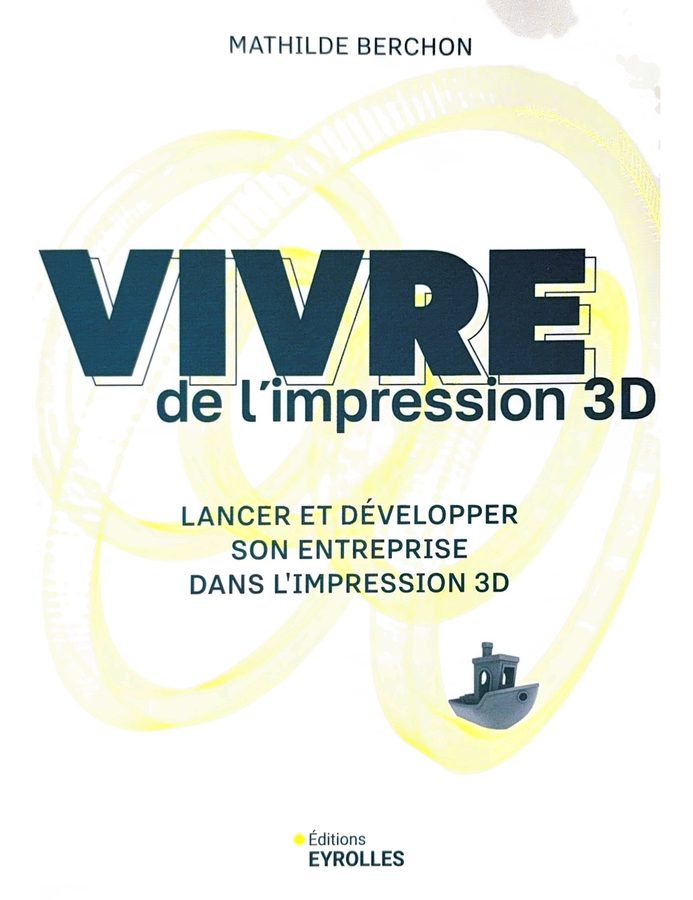 MATHILDE BERCHON
VIVRE
de l'impression 3D
LANCER ET DÉVELOPPER
SON ENTREPRISE
DANS L'IMPRESSION 3D
Éditions
EYROLLES